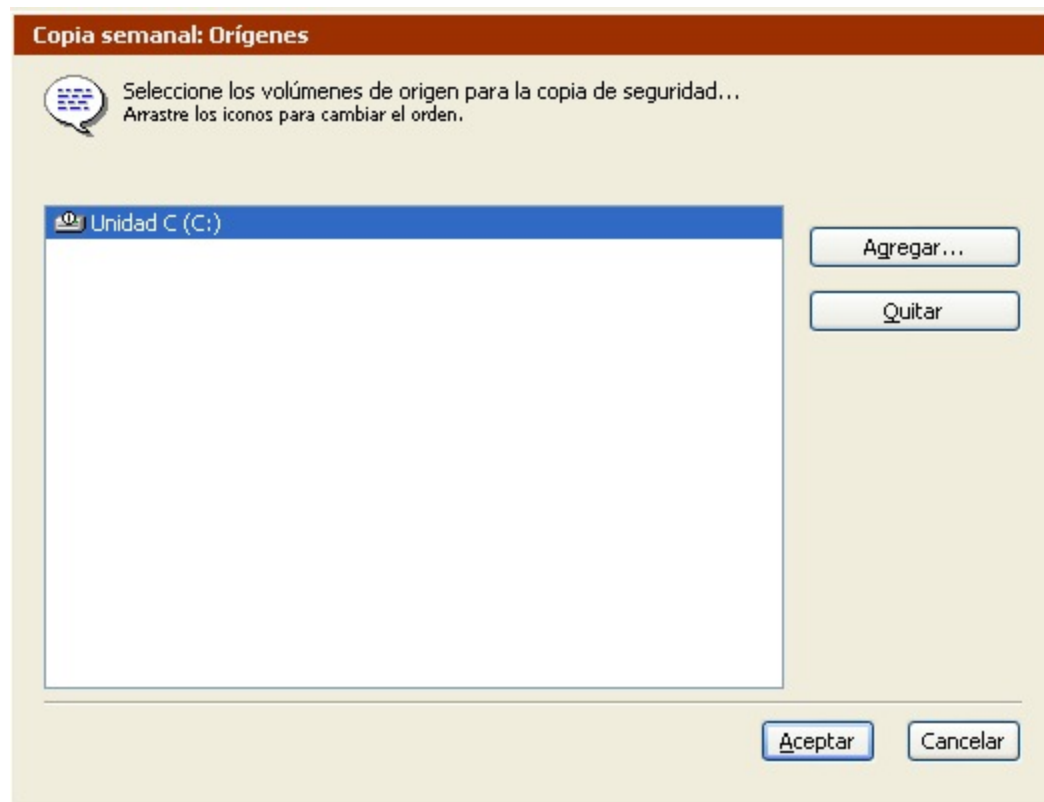 Copia semanal: Orígenes
Seleccione los volúmenes de origen para la copia de seguridad...
Arrastre los iconos para cambiar el orden.
Unidad C (C:)
Agregar...
Quitar
Aceptar
Cancelar